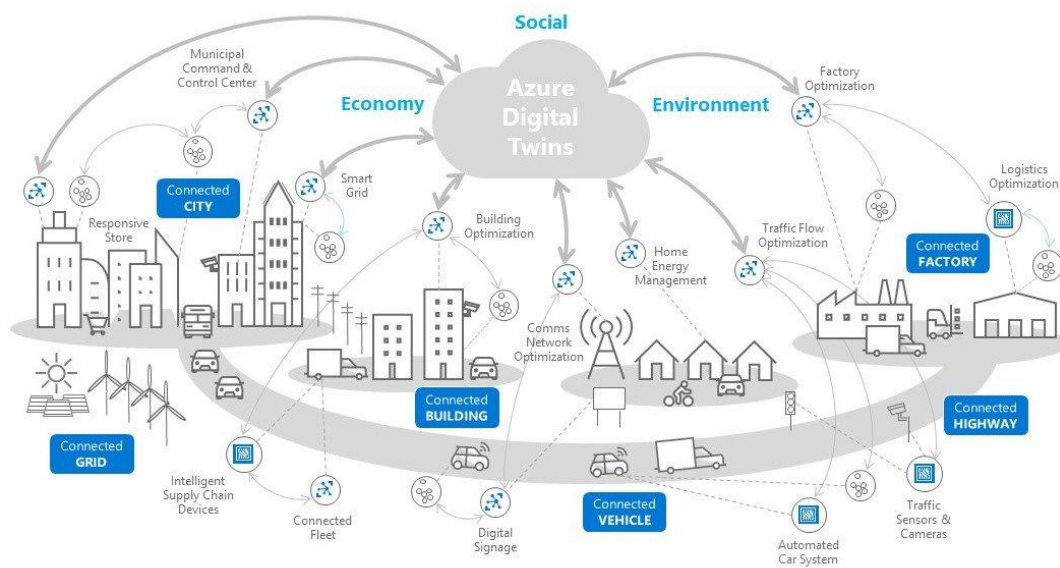 Social
Economy
Environment
Azure
Digital
Twins
Municipal
Command &
Control Center
Factory
Optimization
Connected
CITY
Smart
Grid
Logistics
Optimization
Responsive
Store
Building
Optimization
Traffic Flow
Optimization
Connected
FACTORY
Home
Energy
Management
Comms
Network
Optimization
Connected
BUILDING
Connected
HIGHWAY
Connected
GRID
Intelligent
Supply Chain
Devices
Connected
Fleet
Digital
Signage
Connected
VEHICLE
Automated
Car System
Traffic
Sensors &
Cameras